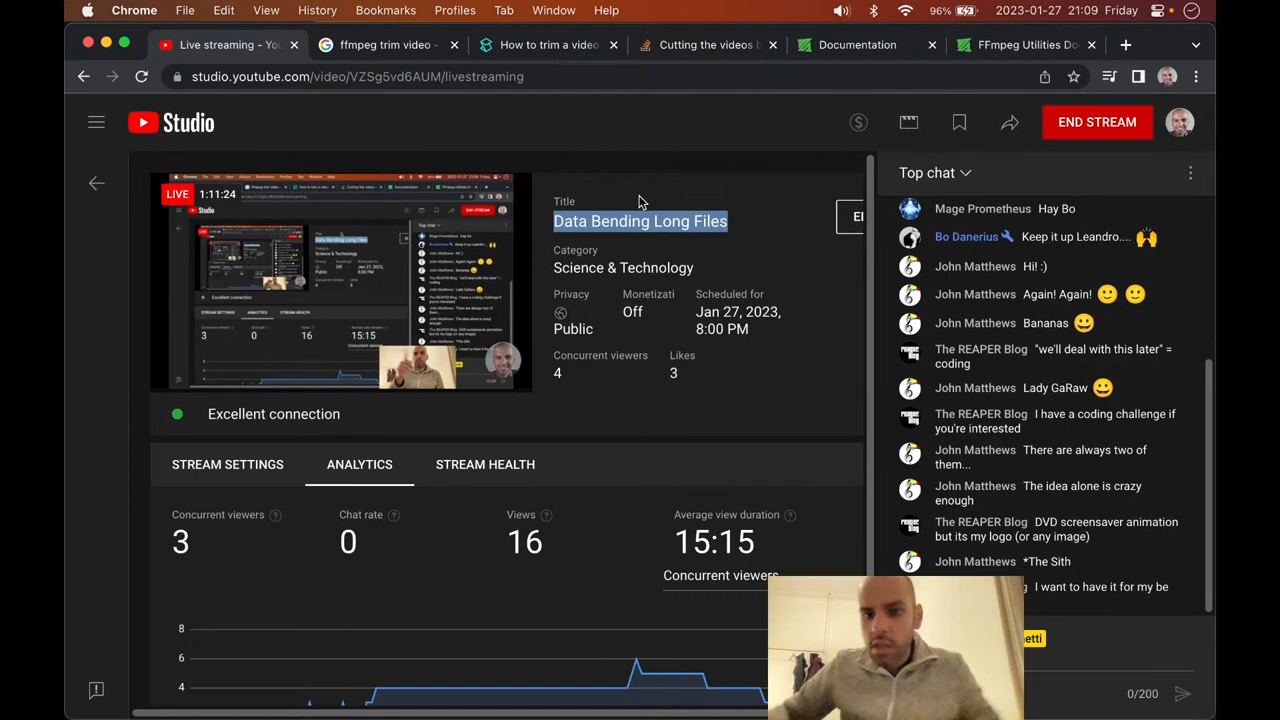 Chrome File Edit View History Bookmarks Profiles Tab Window Help 96% 2023-01-27 21:09 Friday
Live streaming - You ffmpeg trim video - How to trim a video Cutting the videos b Documentation FFmpeg Utilities Do
studio.youtube.com/video/VZSg5vd6AUM/livestreaming
Studio
END STREAM
LIVE 1:11:24
Title
Data Bending Long Files
Category
Science & Technology
Privacy Monetizati Scheduled for
Public Off Jan 27, 2023,
8:00 PM
Concurrent viewers Likes
4 3
Excellent connection
STREAM SETTINGS ANALYTICS STREAM HEALTH
Concurrent viewers Chat rate Views Average view duration
3 0 16 15:15
Concurrent viewers
8
6
4
Top chat
Mage Prometheus Hay Bo
Bo Danerius Keep it up Leandro....
John Matthews Hi! :)
John Matthews Again! Again!
John Matthews Bananas
The REAPER Blog "we'll deal with this later" =
coding
John Matthews Lady GaRaw
The REAPER Blog I have a coding challenge if
you're interested
John Matthews There are always two of
them...
John Matthews The idea alone is crazy
enough
The REAPER Blog DVD screensaver animation
but its my logo (or any image)
John Matthews *The Sith
g I want to have it for my be
etti
0/200